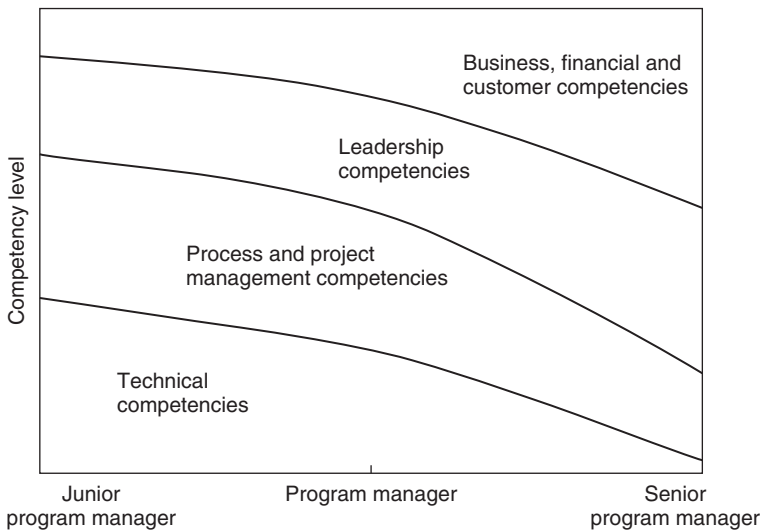 Business, financial and
customer competencies
Leadership
competencies
Process and project
management competencies
Technical
competencies
Competency level
Junior
program manager
Program manager
Senior
program manager